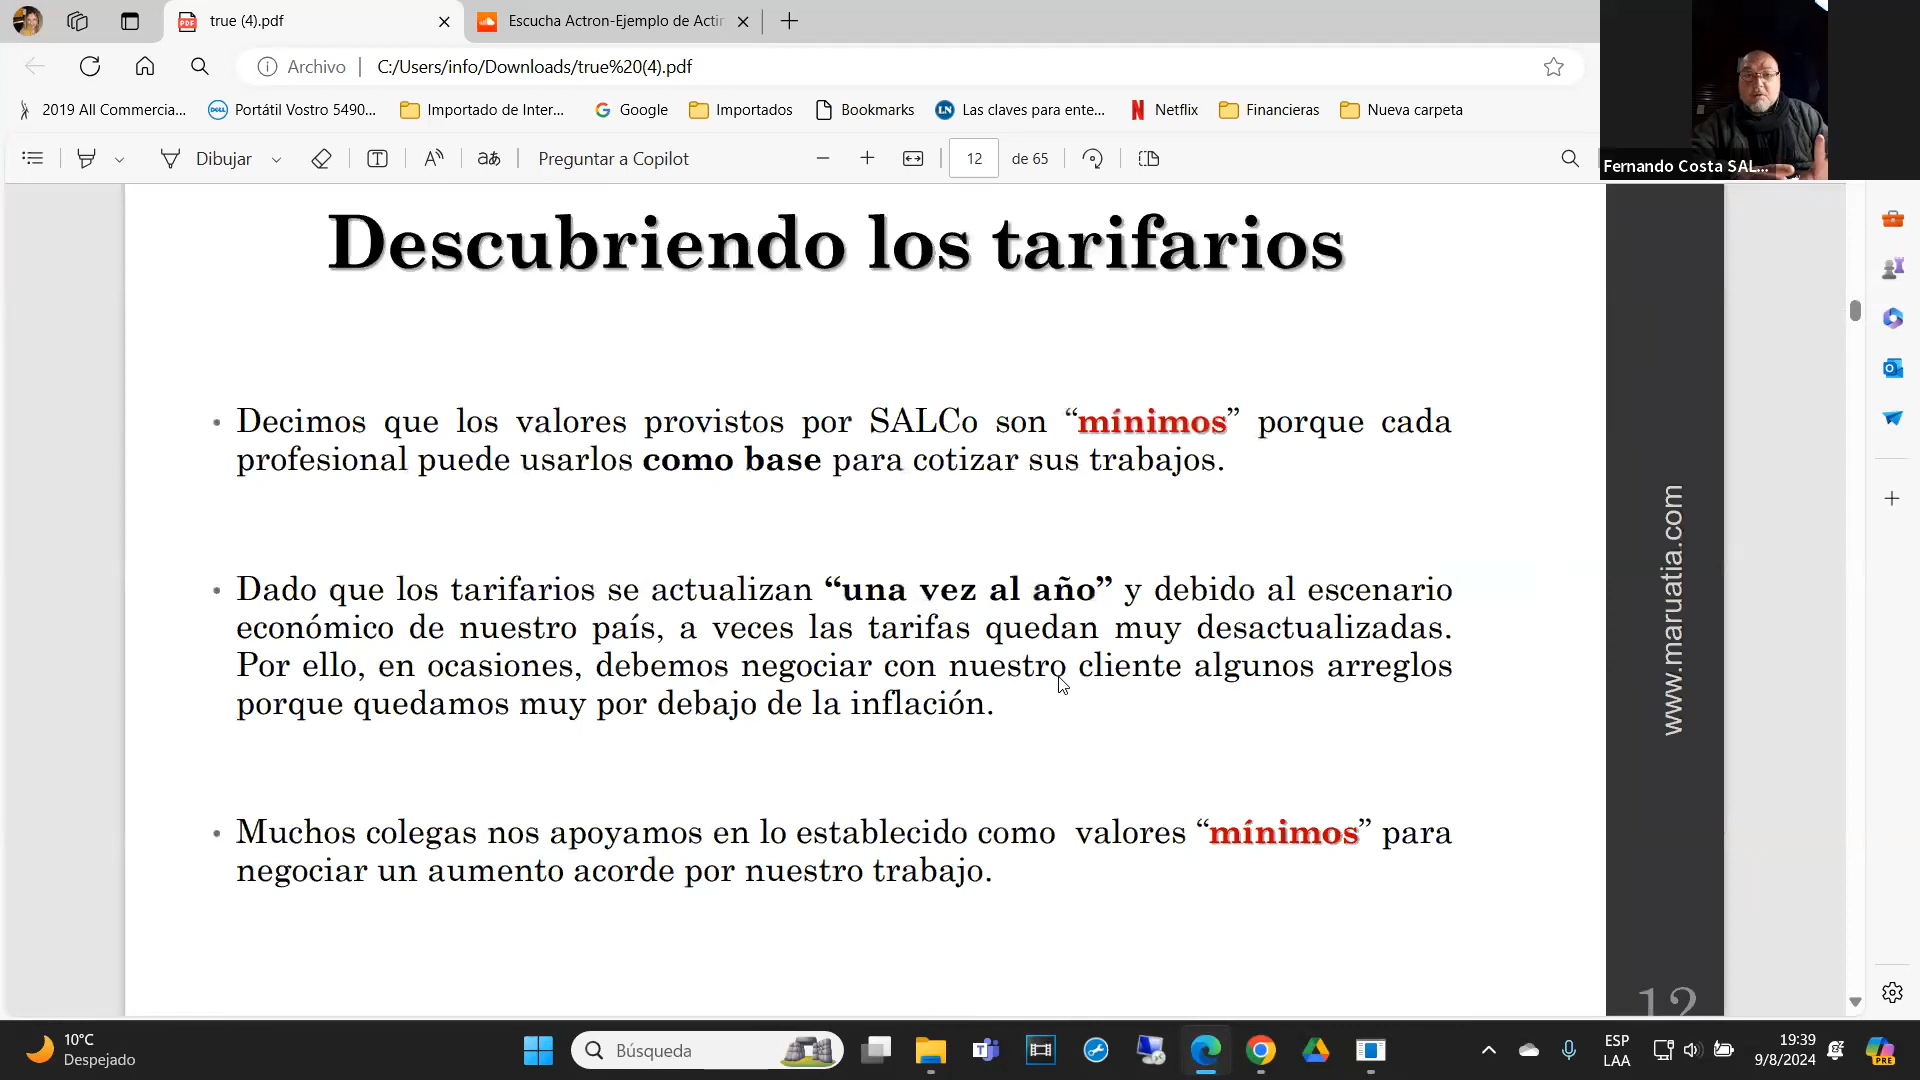 true (4).pdf
Escucha Actron-Ejemplo de Actin
Archivo
C:/Users/info/Downloads/true%20(4).pdf
2019 All Commercia...
Portátil Vostro 5490...
Importado de Inter...
Google
Importados
Bookmarks
Las claves para ente...
Netflix
Financieras
Nueva carpeta
Dibujar
Preguntar a Copilot
12
de 65
Fernando Costa SAL...
Descubriendo los tarifarios
• Decimos que los valores provistos por SALCo son “mínimos” porque cada
profesional puede usarlos como base para cotizar sus trabajos.
• Dado que los tarifarios se actualizan “una vez al año” y debido al escenario
económico de nuestro país, a veces las tarifas quedan muy desactualizadas.
Por ello, en ocasiones, debemos negociar con nuestro cliente algunos arreglos
porque quedamos muy por debajo de la inflación.
• Muchos colegas nos apoyamos en lo establecido como valores “mínimos” para
negociar un aumento acorde por nuestro trabajo.
www.maruatia.com
12
10°C
Despejado
Búsqueda
ESP
LAA
19:39
9/8/2024
PRE